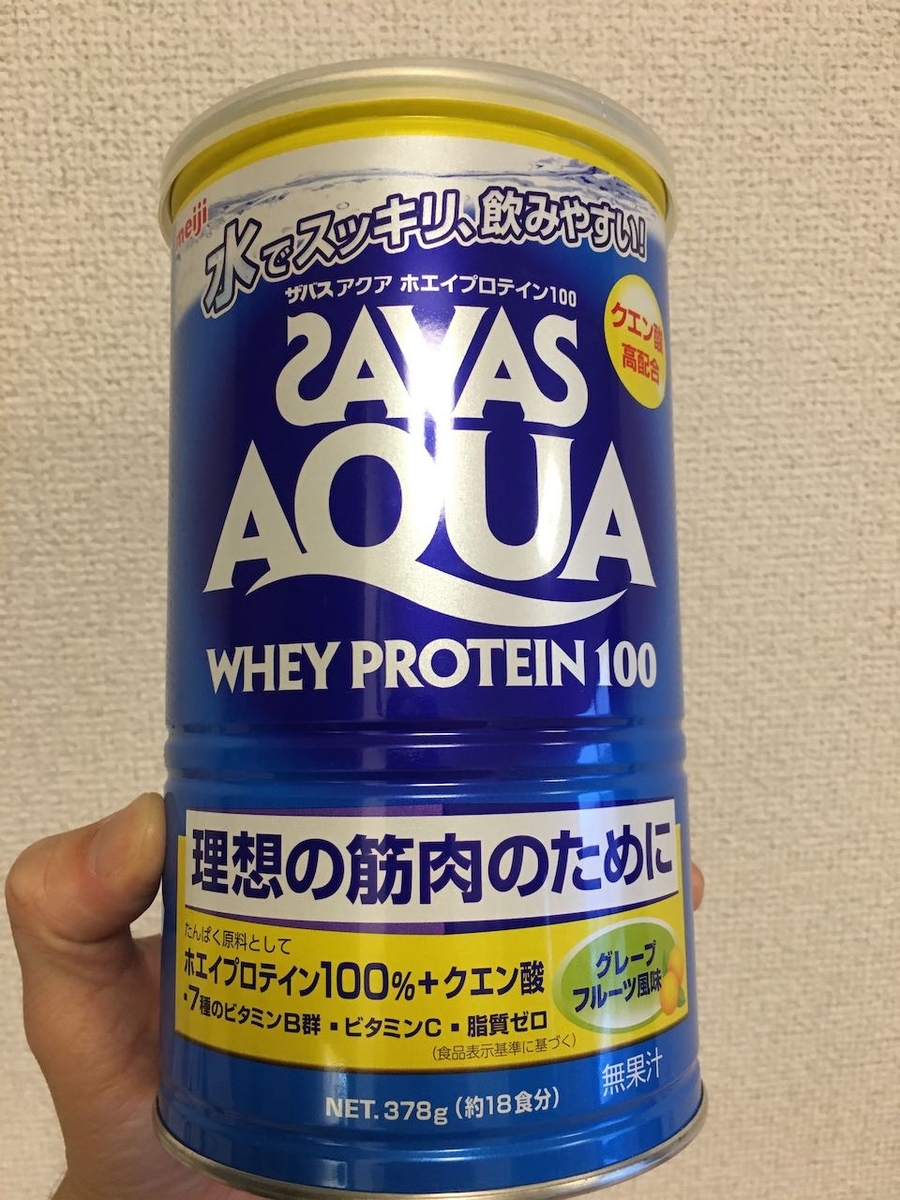 meiji
水でスッキリ、飲みやすい!
ザバス アクア ホエイプロテイン100
SAVAS
AQUA
クエン酸
高配合
WHEY PROTEIN 100
理想の筋肉のために
たんぱく原料として
ホエイプロテイン100%+クエン酸
・7種のビタミンB群・ビタミンC・脂質ゼロ
(食品表示基準に基づく)
グレープ
フルーツ風味
無果汁
NET.378g(約18食分)